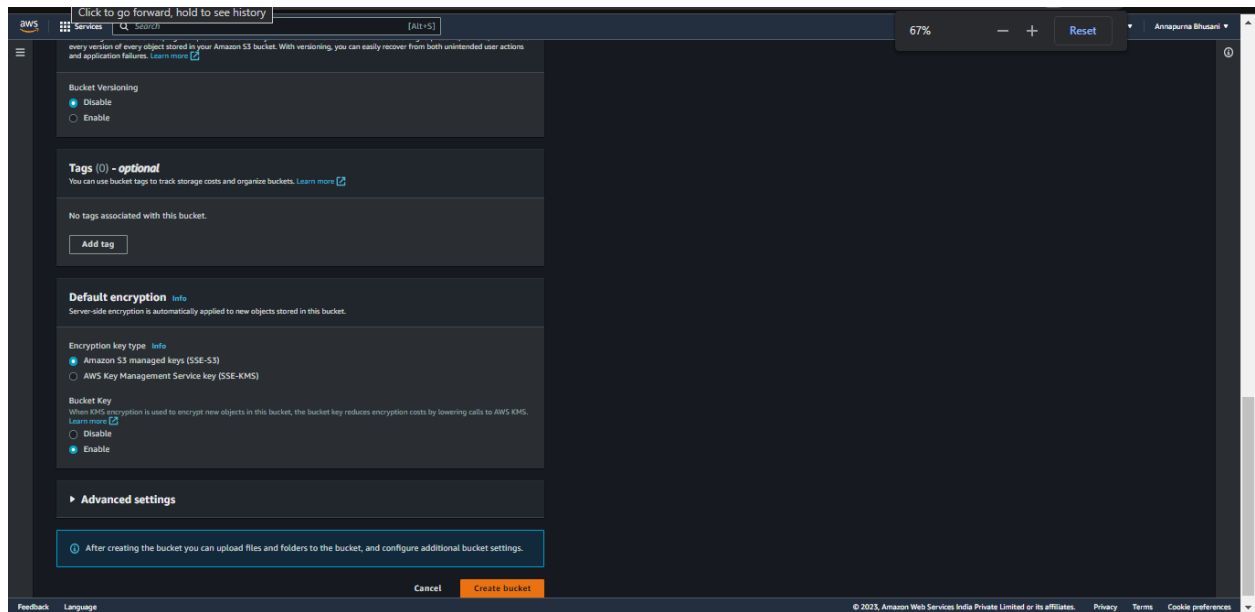 Click to go forward, hold to see history
aws Services Search [Alt+S] 67% Reset Annapurna Bhusani
every version of every object stored in your Amazon S3 bucket. With versioning, you can easily recover from both unintended user actions
and application failures. Learn more
Bucket Versioning
Disable
Enable
Tags (0) - optional
You can use bucket tags to track storage costs and organize buckets. Learn more
No tags associated with this bucket.
Add tag
Default encryption Info
Server-side encryption is automatically applied to new objects stored in this bucket.
Encryption key type Info
Amazon S3 managed keys (SSE-S3)
AWS Key Management Service key (SSE-KMS)
Bucket Key
When KMS encryption is used to encrypt new objects in this bucket, the bucket key reduces encryption costs by lowering calls to AWS KMS.
Learn more
Disable
Enable
Advanced settings
After creating the bucket you can upload files and folders to the bucket, and configure additional bucket settings.
Cancel Create bucket
Feedback Language © 2023, Amazon Web Services India Private Limited or its affiliates. Privacy Terms Cookie preferences